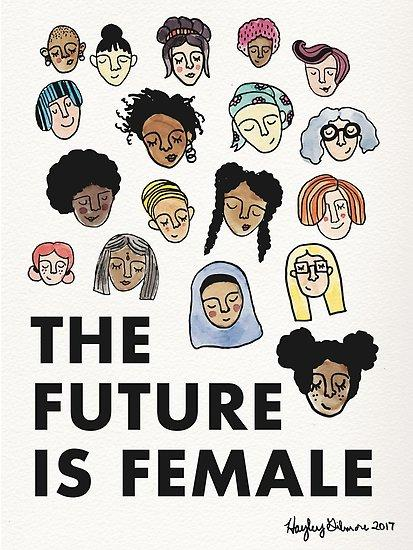 THE
FUTURE
IS FEMALE
Hayley Gilmore 2017